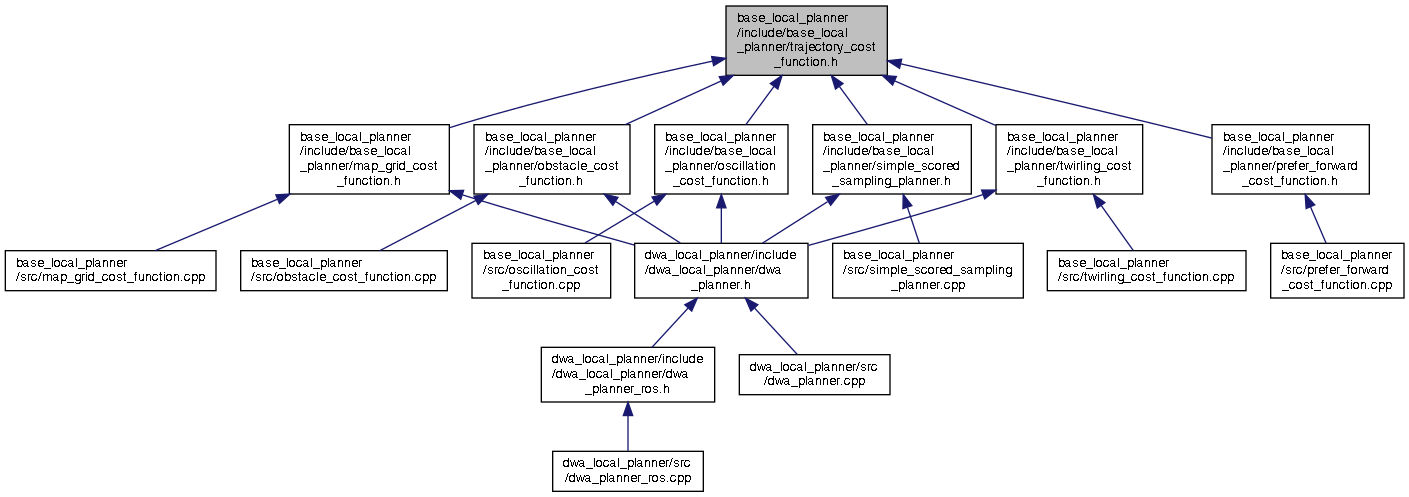 base_local_planner
/include/base_local
_planner/trajectory_cost
_function.h
base_local_planner
/include/base_local
_planner/map_grid_cost
_function.h
base_local_planner
/include/base_local
_planner/obstacle_cost
_function.h
base_local_planner
/include/base_local
_planner/oscillation
_cost_function.h
base_local_planner
/include/base_local
_planner/simple_scored
_sampling_planner.h
base_local_planner
/include/base_local
_planner/twirling_cost
_function.h
base_local_planner
/include/base_local
_planner/prefer_forward
_cost_function.h
base_local_planner
/src/map_grid_cost_function.cpp
base_local_planner
/src/obstacle_cost_function.cpp
base_local_planner
/src/oscillation_cost
_function.cpp
dwa_local_planner/include
/dwa_local_planner/dwa
_planner.h
base_local_planner
/src/simple_scored_sampling
_planner.cpp
base_local_planner
/src/twirling_cost_function.cpp
base_local_planner
/src/prefer_forward
_cost_function.cpp
dwa_local_planner/include
/dwa_local_planner/dwa
_planner_ros.h
dwa_local_planner/src
/dwa_planner.cpp
dwa_local_planner/src
/dwa_planner_ros.cpp